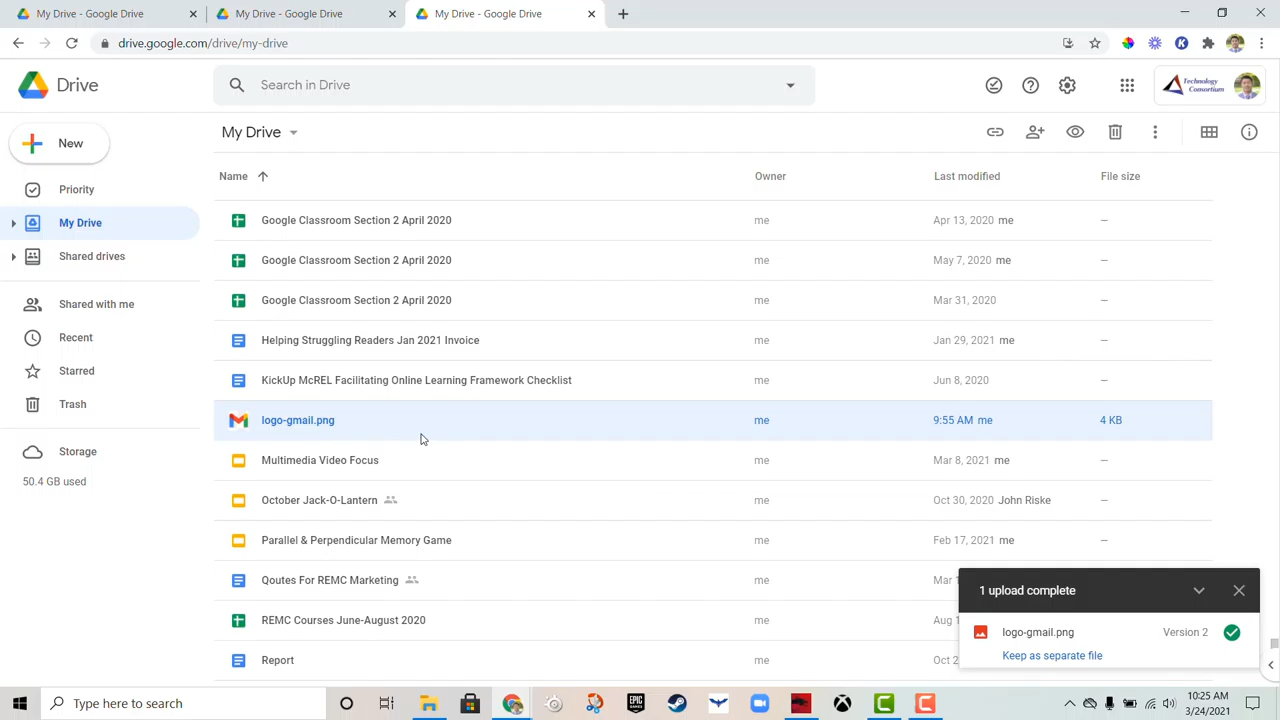 My Drive - Google Drive
My Drive - Google Drive
My Drive - Google Drive
drive.google.com/drive/my-drive
Drive
Search in Drive
Technology
Consortium
New
My Drive
Priority
My Drive
Shared drives
Shared with me
Recent
Starred
Trash
Storage
50.4 GB used
Name Owner Last modified File size
Google Classroom Section 2 April 2020 me Apr 13, 2020 me –
Google Classroom Section 2 April 2020 me May 7, 2020 me –
Google Classroom Section 2 April 2020 me Mar 31, 2020 –
Helping Struggling Readers Jan 2021 Invoice me Jan 29, 2021 me –
KickUp McREL Facilitating Online Learning Framework Checklist me Jun 8, 2020 –
logo-gmail.png me 9:55 AM me 4 KB
Multimedia Video Focus me Mar 8, 2021 me –
October Jack-O-Lantern me Oct 30, 2020 John Riske –
Parallel & Perpendicular Memory Game me Feb 17, 2021 me –
Qoutes For REMC Marketing me Mar
REMC Courses June-August 2020 me Aug
Report me Oct
1 upload complete
logo-gmail.png Version 2
Keep as separate file
Type here to search
EPIC
GAMES
10:25 AM
3/24/2021